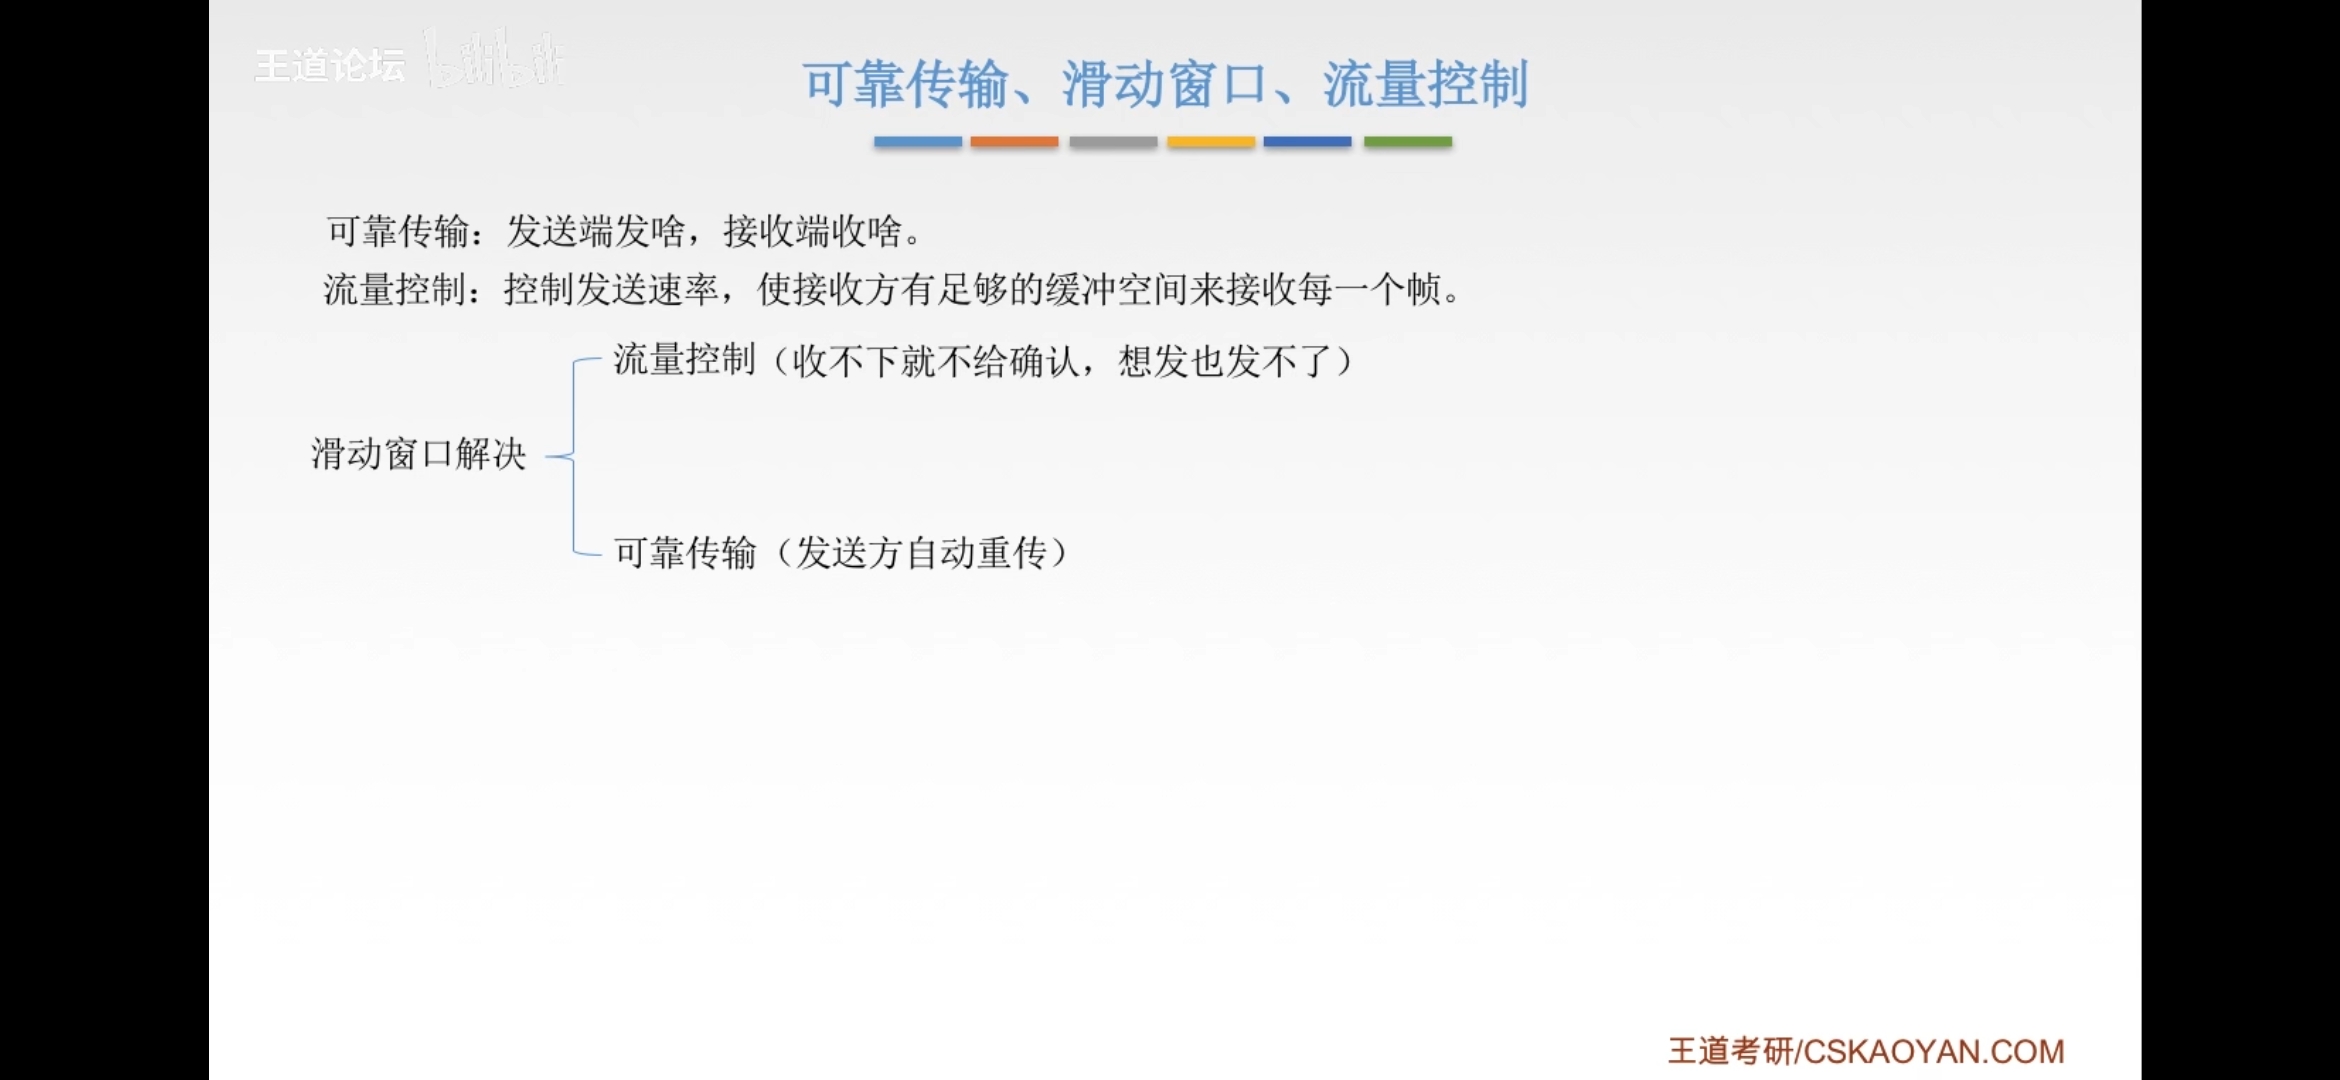 王道论坛 bilibili
可靠传输、滑动窗口、流量控制
可靠传输：发送端发啥，接收端收啥。
流量控制：控制发送速率，使接收方有足够的缓冲空间来接收每一个帧。
流量控制（收不下就不给确认，想发也发不了）
滑动窗口解决
可靠传输（发送方自动重传）
王道考研/CSKAOYAN.COM